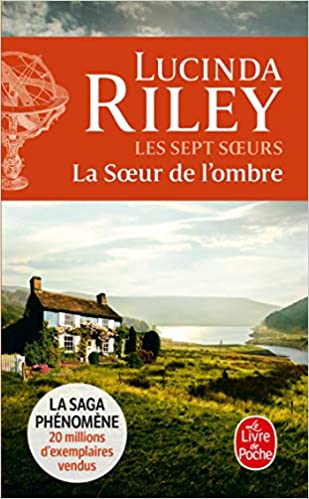 LUCINDA
RILEY
LES SEPT SŒURS
La Sœur de l'ombre
LA SAGA
PHÉNOMÈNE
20 millions
d'exemplaires
vendus
Le
Livre
de
Poche